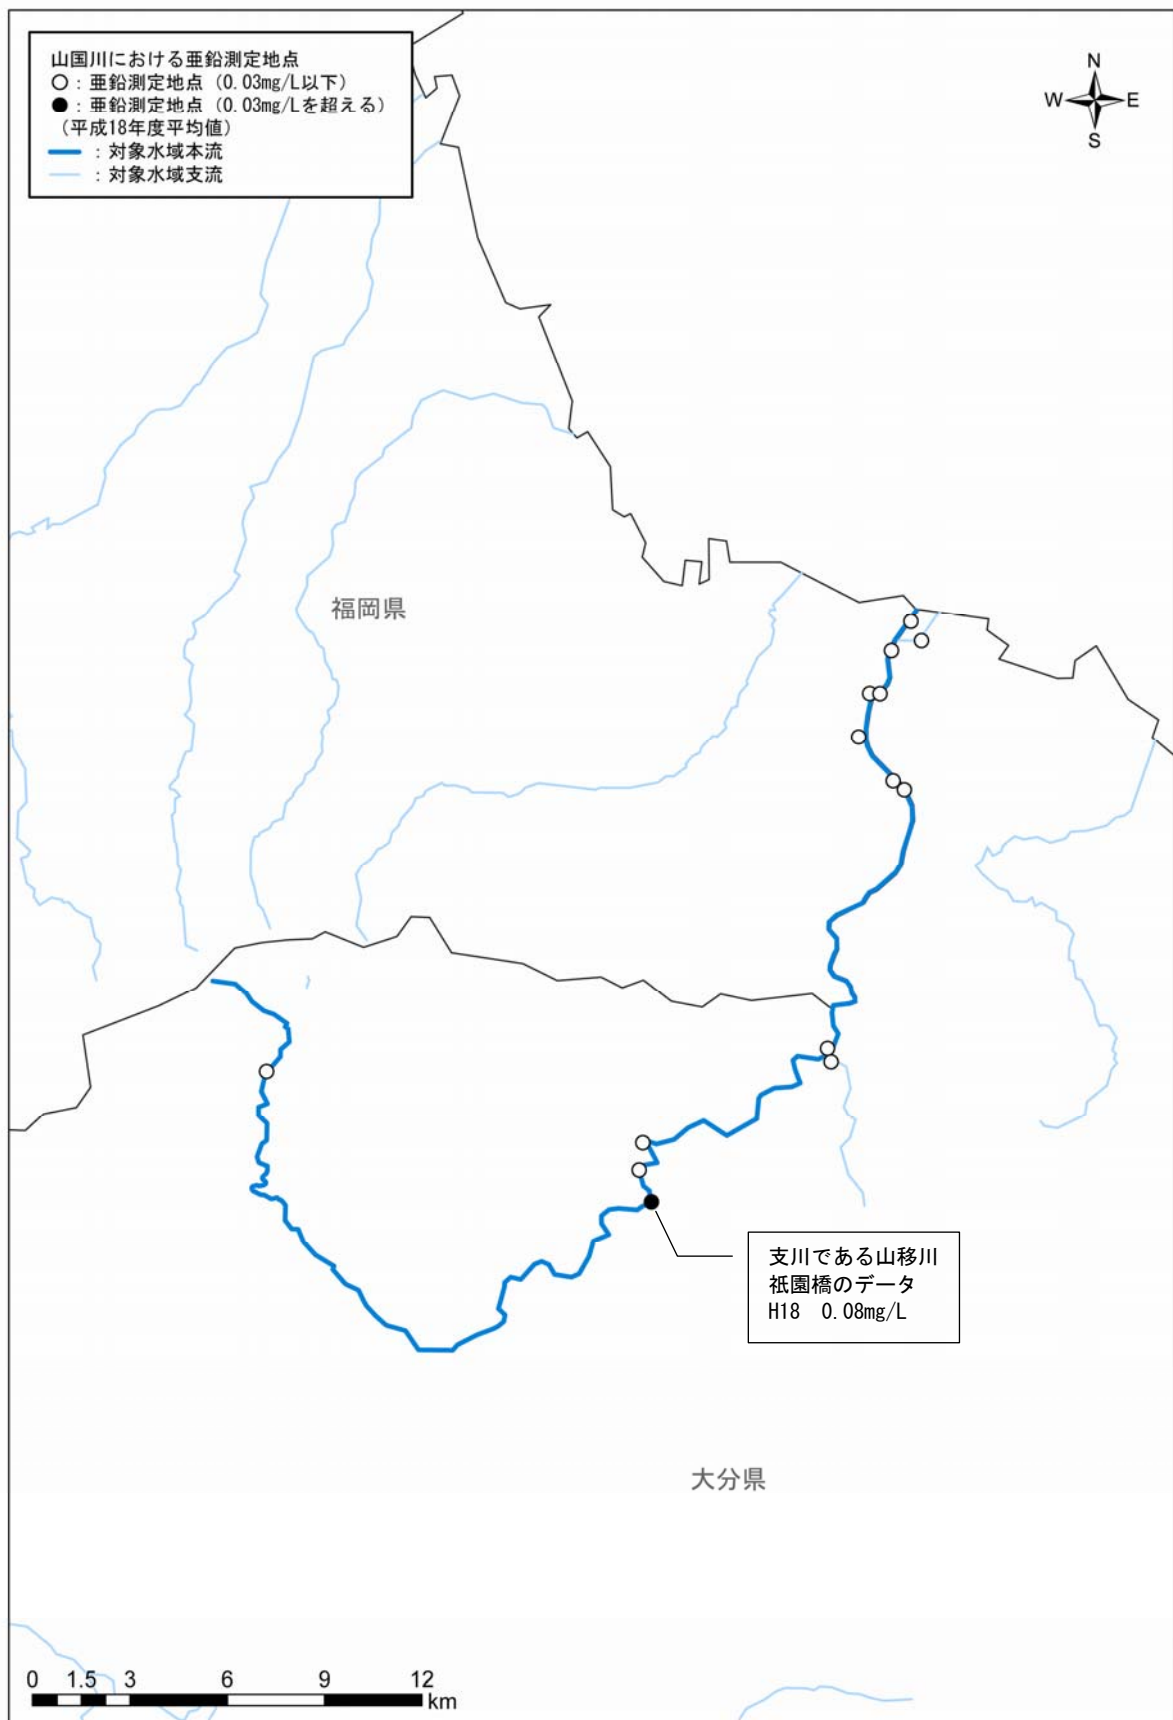 山国川における亜鉛測定地点
○：亜鉛測定地点（0.03mg/L以下）
●：亜鉛測定地点（0.03mg/Lを超える）
（平成18年度平均値）
：対象水域本流
：対象水域支流
N
W E
S
福岡県
支川である山移川
祇園橋のデータ
H18 0.08mg/L
大分県
0 1.5 3 6 9 12
km